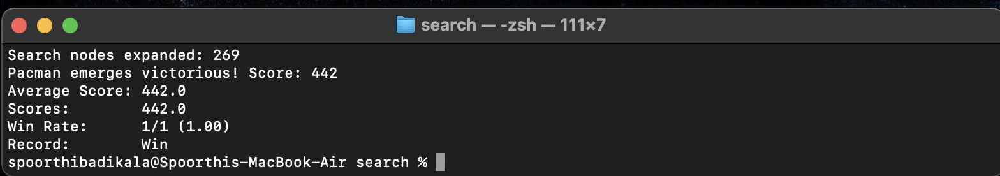 search — -zsh — 111×7
Search nodes expanded: 269
Pacman emerges victorious! Score: 442
Average Score: 442.0
Scores:        442.0
Win Rate:      1/1 (1.00)
Record:        Win
spoorthibadikala@Spoorthis-MacBook-Air search %